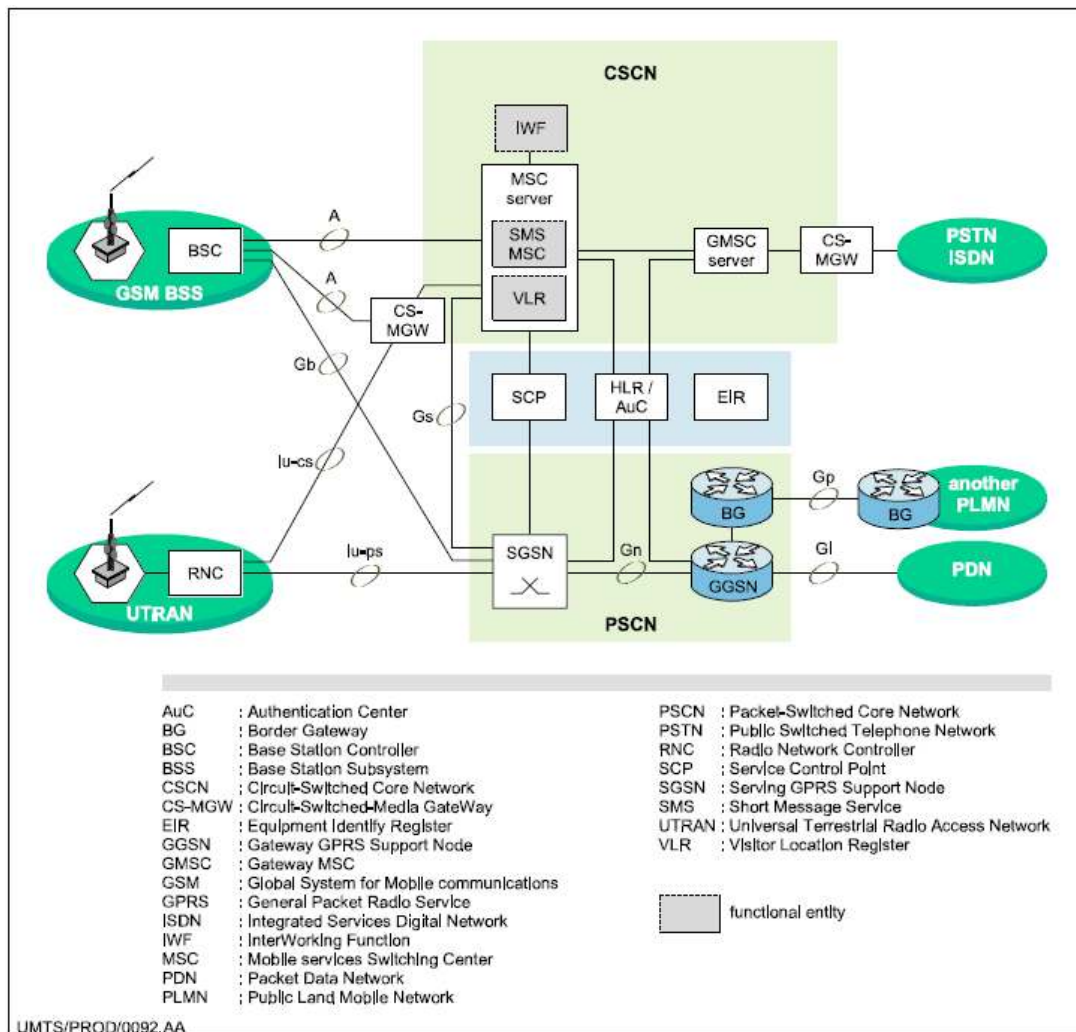 CSCN
IWF
MSC
server
SMS
MSC
VLR
A
A
BSC
GSM BSS
CS-
MGW
GMSC
server
CS-
MGW
PSTN
ISDN
Gb
Gs
SCP
HLR /
AuC
EIR
Iu-cs
Gp
BG
BG
another
PLMN
Iu-ps
SGSN
Gn
GGSN
GI
PDN
RNC
UTRAN
PSCN
AuC : Authentication Center
BG : Border Gateway
BSC : Base Station Controller
BSS : Base Station Subsystem
CSCN : Circuit-Switched Core Network
CS-MGW : Circuit-Switched-Media GateWay
EIR : Equipment Identify Register
GGSN : Gateway GPRS Support Node
GMSC : Gateway MSC
GSM : Global System for Mobile communications
GPRS : General Packet Radio Service
ISDN : Integrated Services Digital Network
IWF : InterWorking Function
MSC : Mobile services Switching Center
PDN : Packet Data Network
PLMN : Public Land Mobile Network
PSCN : Packet-Switched Core Network
PSTN : Public Switched Telephone Network
RNC : Radio Network Controller
SCP : Service Control Point
SGSN : Serving GPRS Support Node
SMS : Short Message Service
UTRAN : Universal Terrestrial Radio Access Network
VLR : Visitor Location Register
functional entity
UMTS/PROD/0092.AA